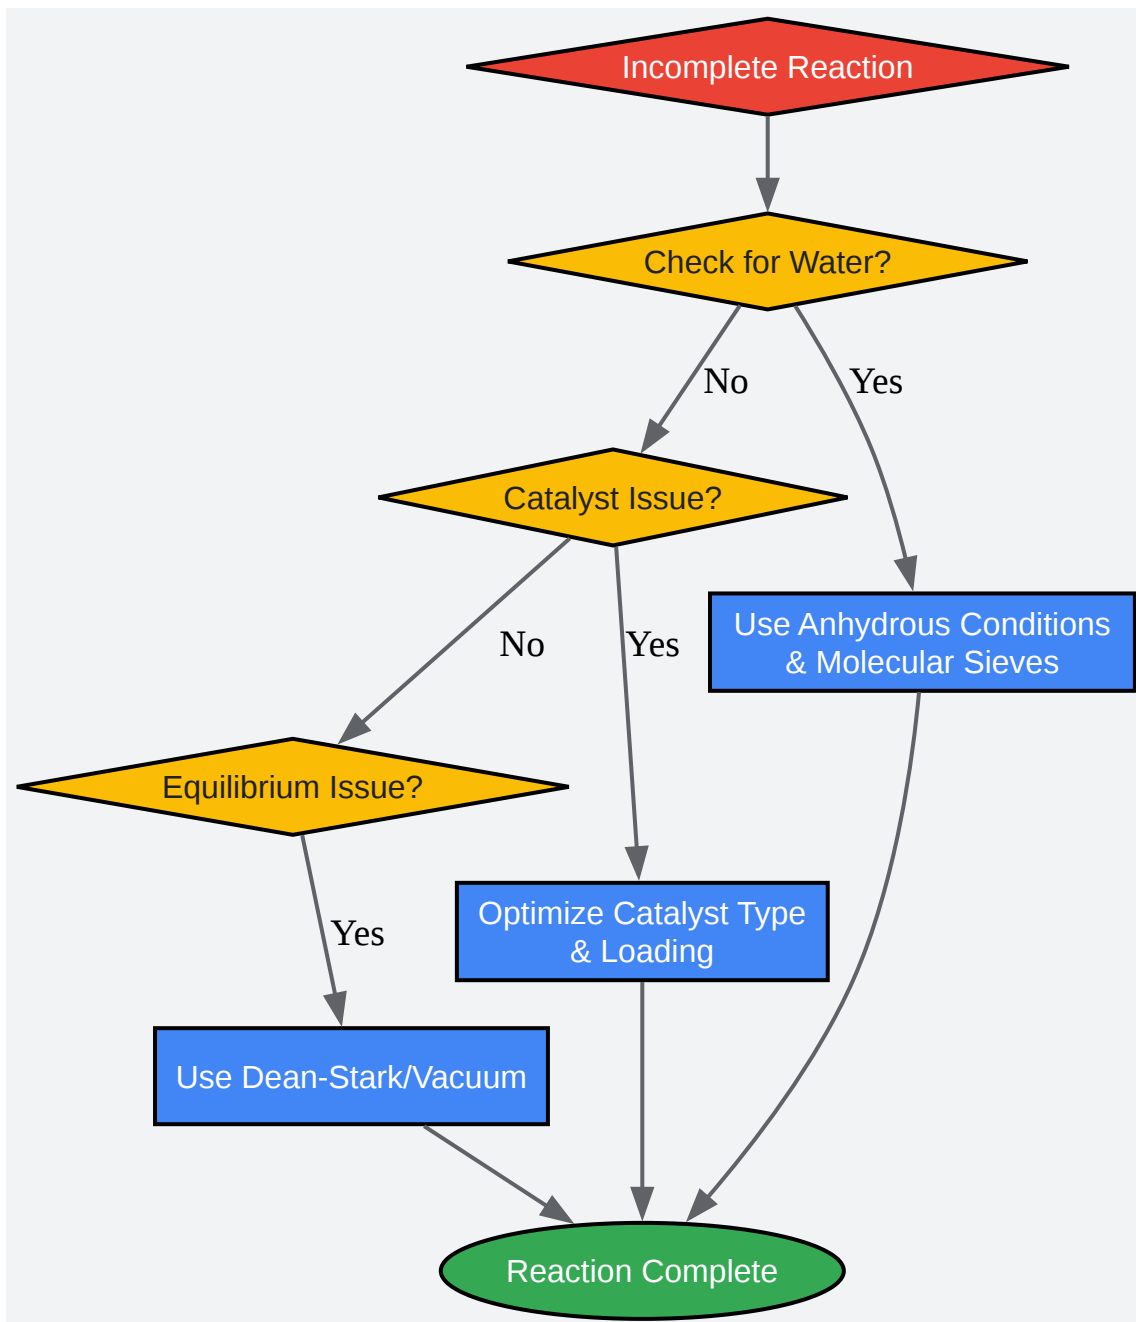 Incomplete Reaction
Check for Water?
No
Yes
Catalyst Issue?
Use Anhydrous Conditions
& Molecular Sieves
No
Yes
Equilibrium Issue?
Optimize Catalyst Type
& Loading
Yes
Use Dean-Stark/Vacuum
Reaction Complete